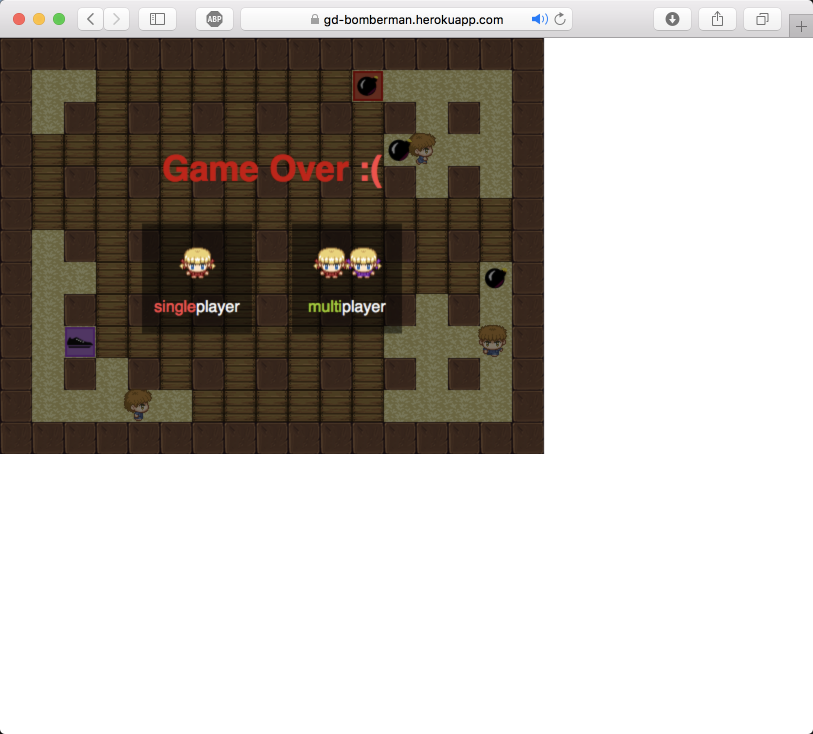 ABP
gd-bomberman.herokuapp.com
Game Over :(
singleplayer
multiplayer